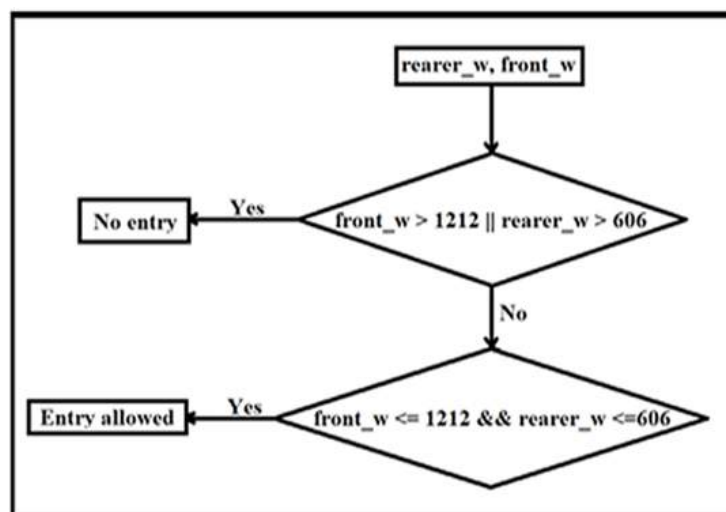 rearer_w, front_w
front_w > 1212 || rearer_w > 606
Yes
No entry
No
front_w <= 1212 && rearer_w <=606
Yes
Entry allowed